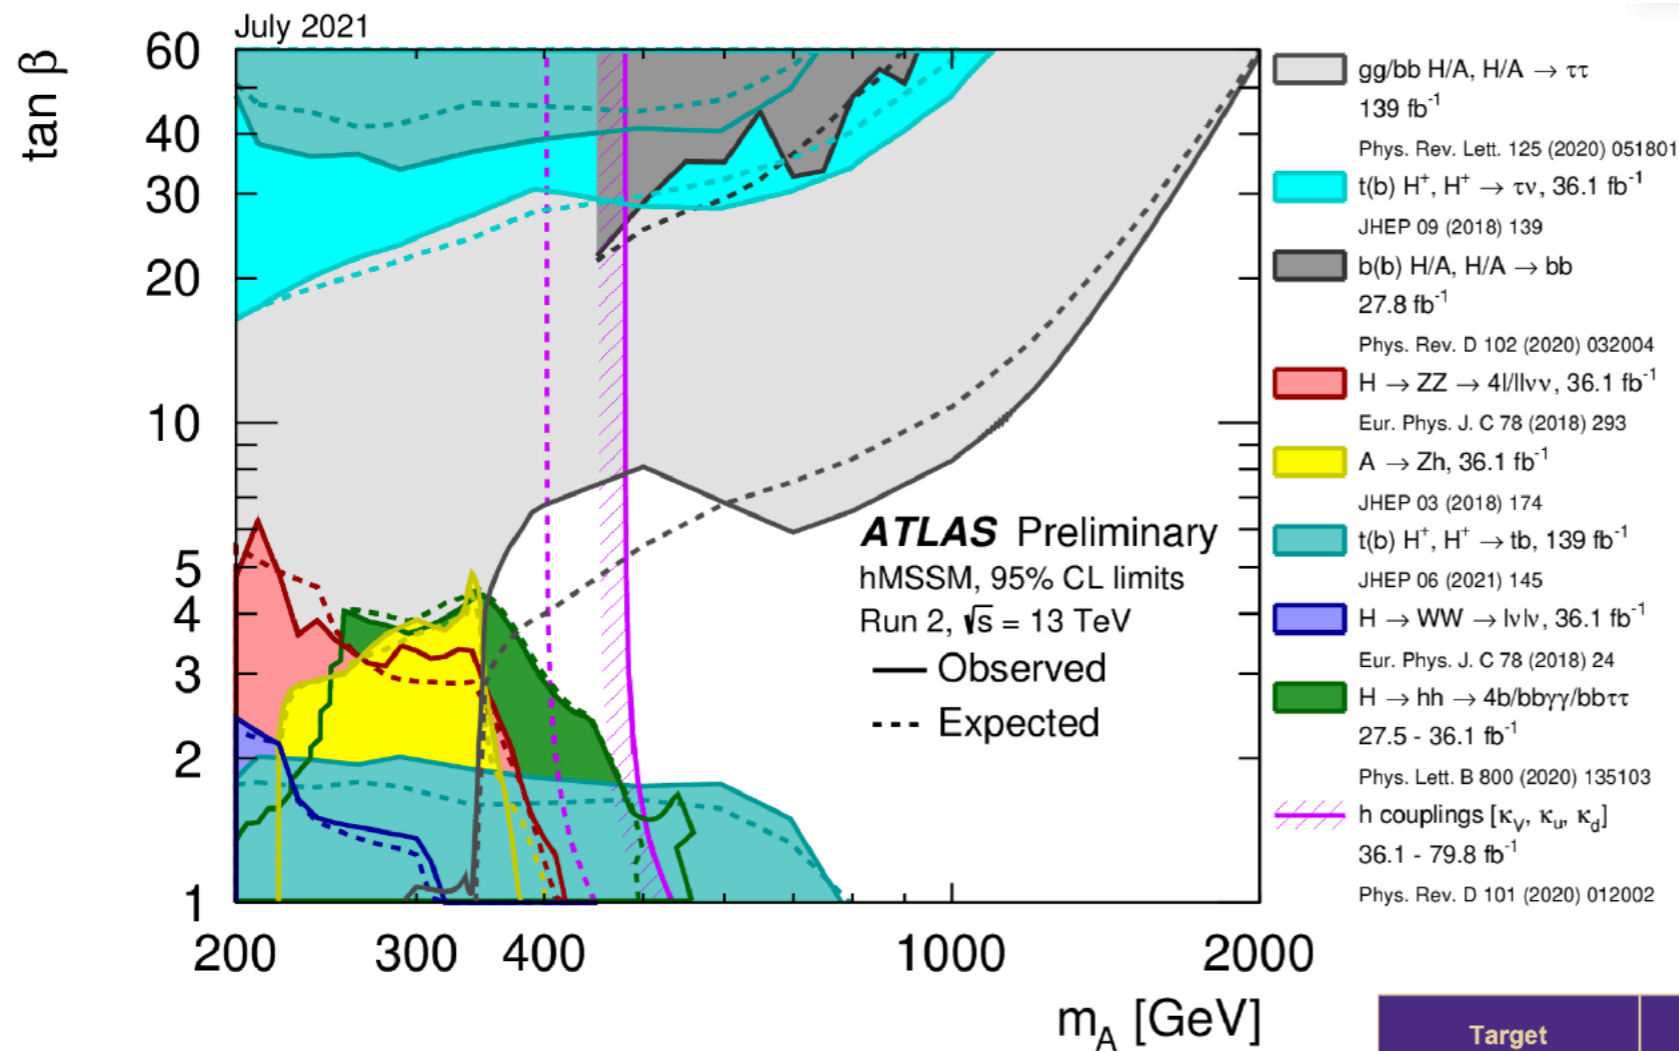 July 2021
tan β
60
40
30
20
10
5
4
3
2
1
200
300
400
1000
2000
m_A [GeV]
ATLAS Preliminary
hMSSM, 95% CL limits
Run 2, √s = 13 TeV
Observed
Expected
gg/bb H/A, H/A → ττ
139 fb⁻¹
Phys. Rev. Lett. 125 (2020) 051801
t(b) H⁺, H⁺ → τν, 36.1 fb⁻¹
JHEP 09 (2018) 139
b(b) H/A, H/A → bb
27.8 fb⁻¹
Phys. Rev. D 102 (2020) 032004
H → ZZ → 4l/llνν, 36.1 fb⁻¹
Eur. Phys. J. C 78 (2018) 293
A → Zh, 36.1 fb⁻¹
JHEP 03 (2018) 174
t(b) H⁺, H⁺ → tb, 139 fb⁻¹
JHEP 06 (2021) 145
H → WW → lνlν, 36.1 fb⁻¹
Eur. Phys. J. C 78 (2018) 24
H → hh → 4b/bbγγ/bbττ
27.5 - 36.1 fb⁻¹
Phys. Lett. B 800 (2020) 135103
h couplings [κ_V, κ_u, κ_d]
36.1 - 79.8 fb⁻¹
Phys. Rev. D 101 (2020) 012002
Target